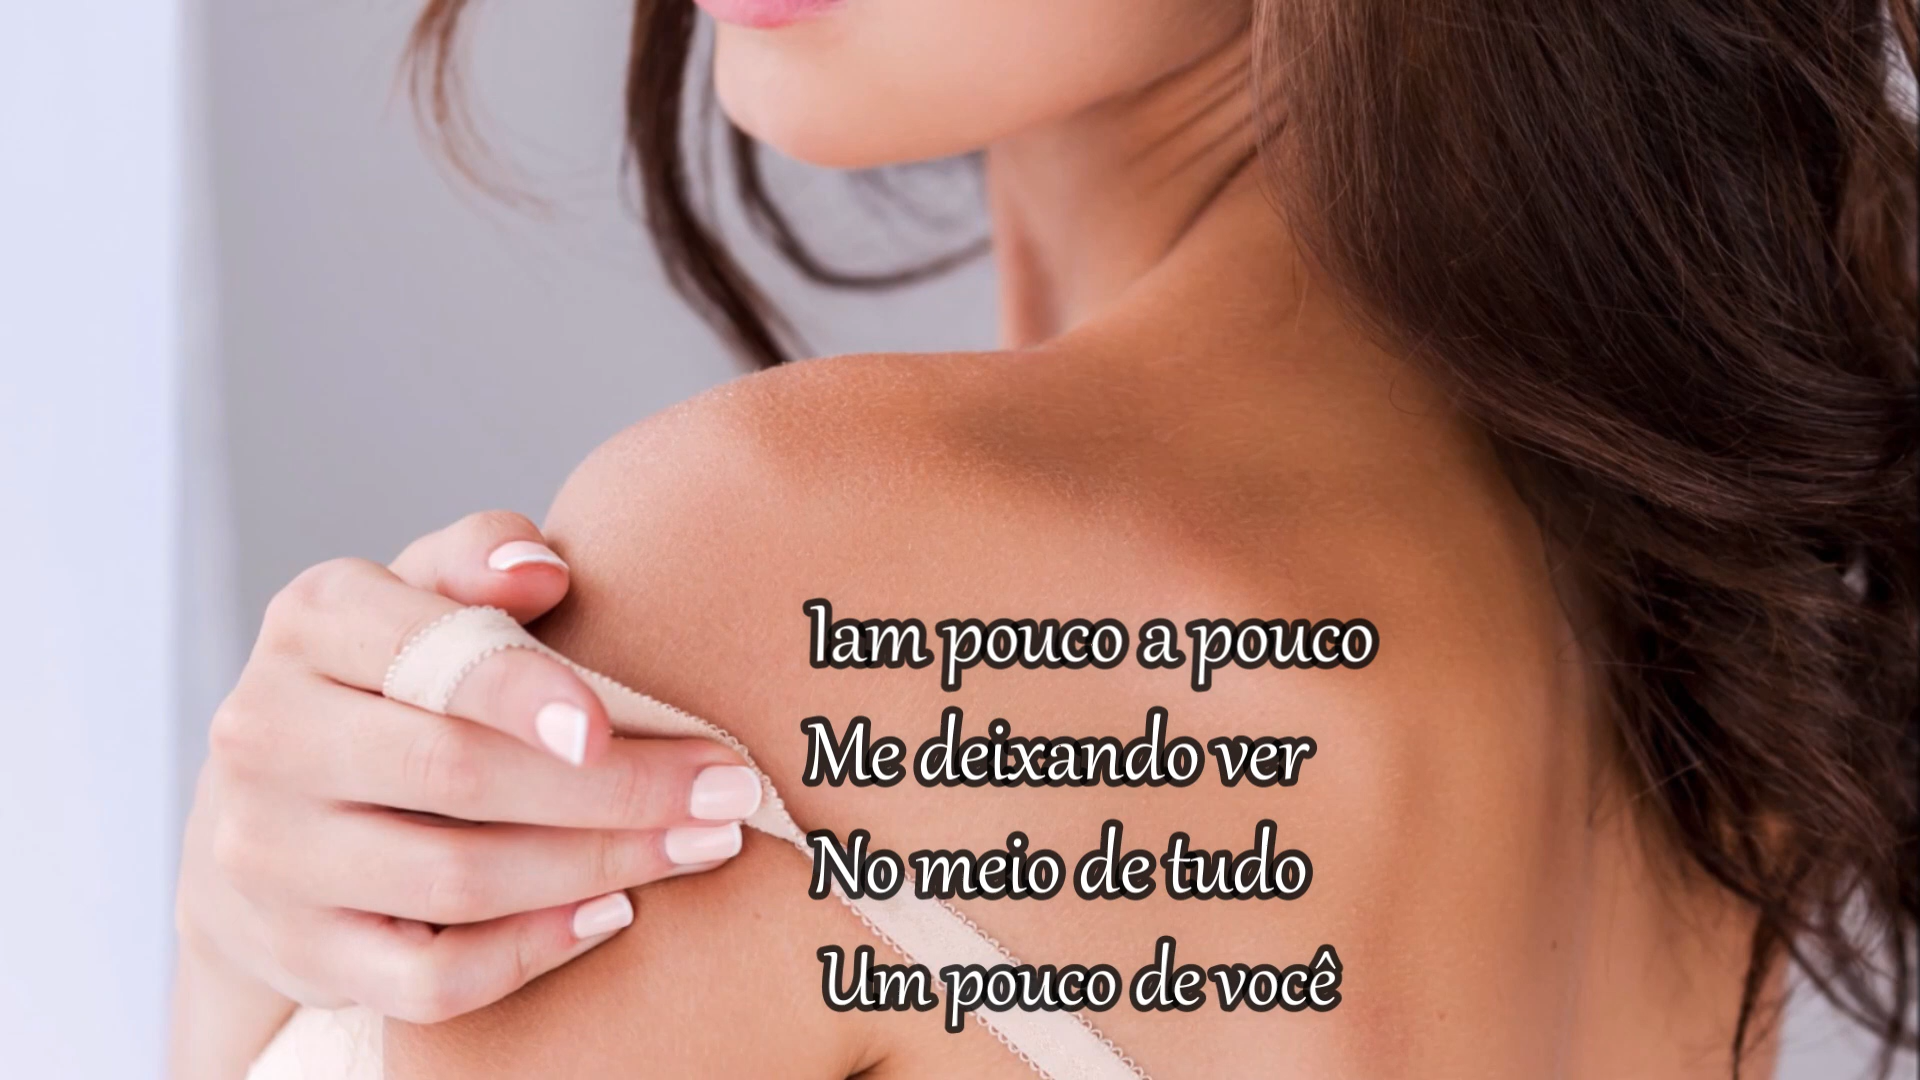 Iam pouco a pouco
Me deixando ver
No meio de tudo
Um pouco de você